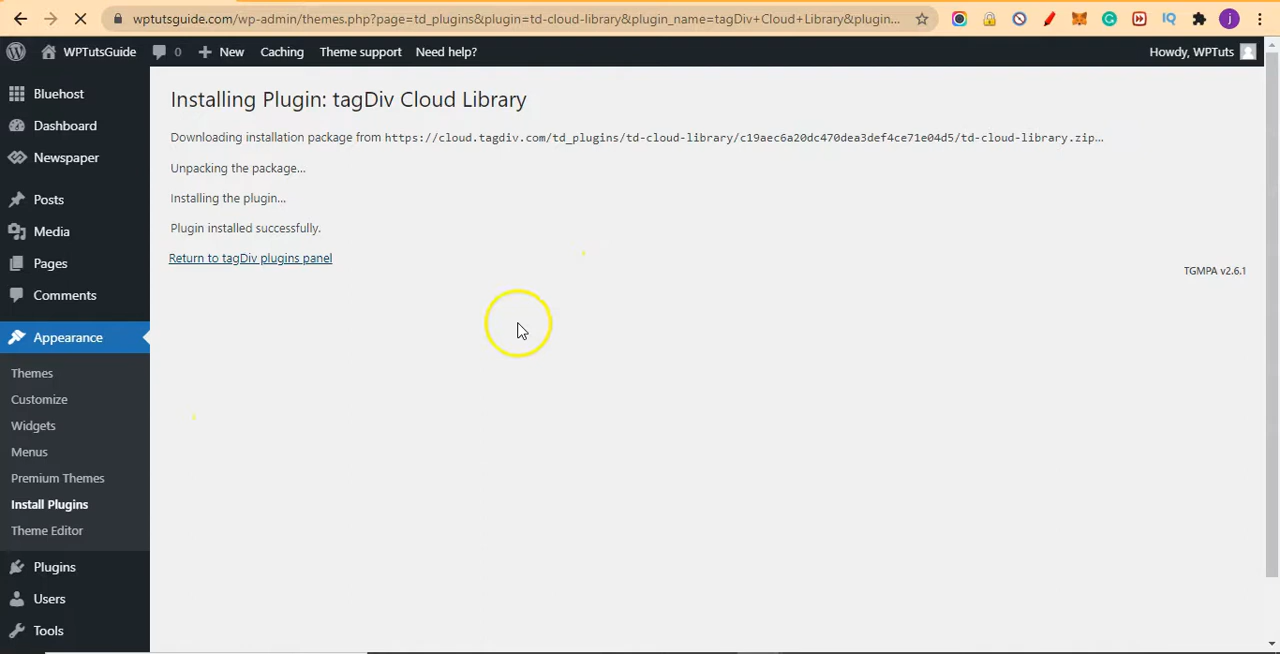 wptutsguide.com/wp-admin/themes.php?page=td_plugins&plugin=td-cloud-library&plugin_name=tagDiv+Cloud+Library&plugin...
IQ
j
WPTutsGuide
0
New
Caching
Theme support
Need help?
Howdy, WPTuts
Bluehost
Dashboard
Newspaper
Posts
Media
Pages
Comments
Appearance
Themes
Customize
Widgets
Menus
Premium Themes
Install Plugins
Theme Editor
Plugins
Users
Tools
Installing Plugin: tagDiv Cloud Library
Downloading installation package from https://cloud.tagdiv.com/td_plugins/td-cloud-library/c19aec6a20dc470dea3def4ce71e04d5/td-cloud-library.zip…
Unpacking the package…
Installing the plugin…
Plugin installed successfully.
Return to tagDiv plugins panel
TGMPA v2.6.1